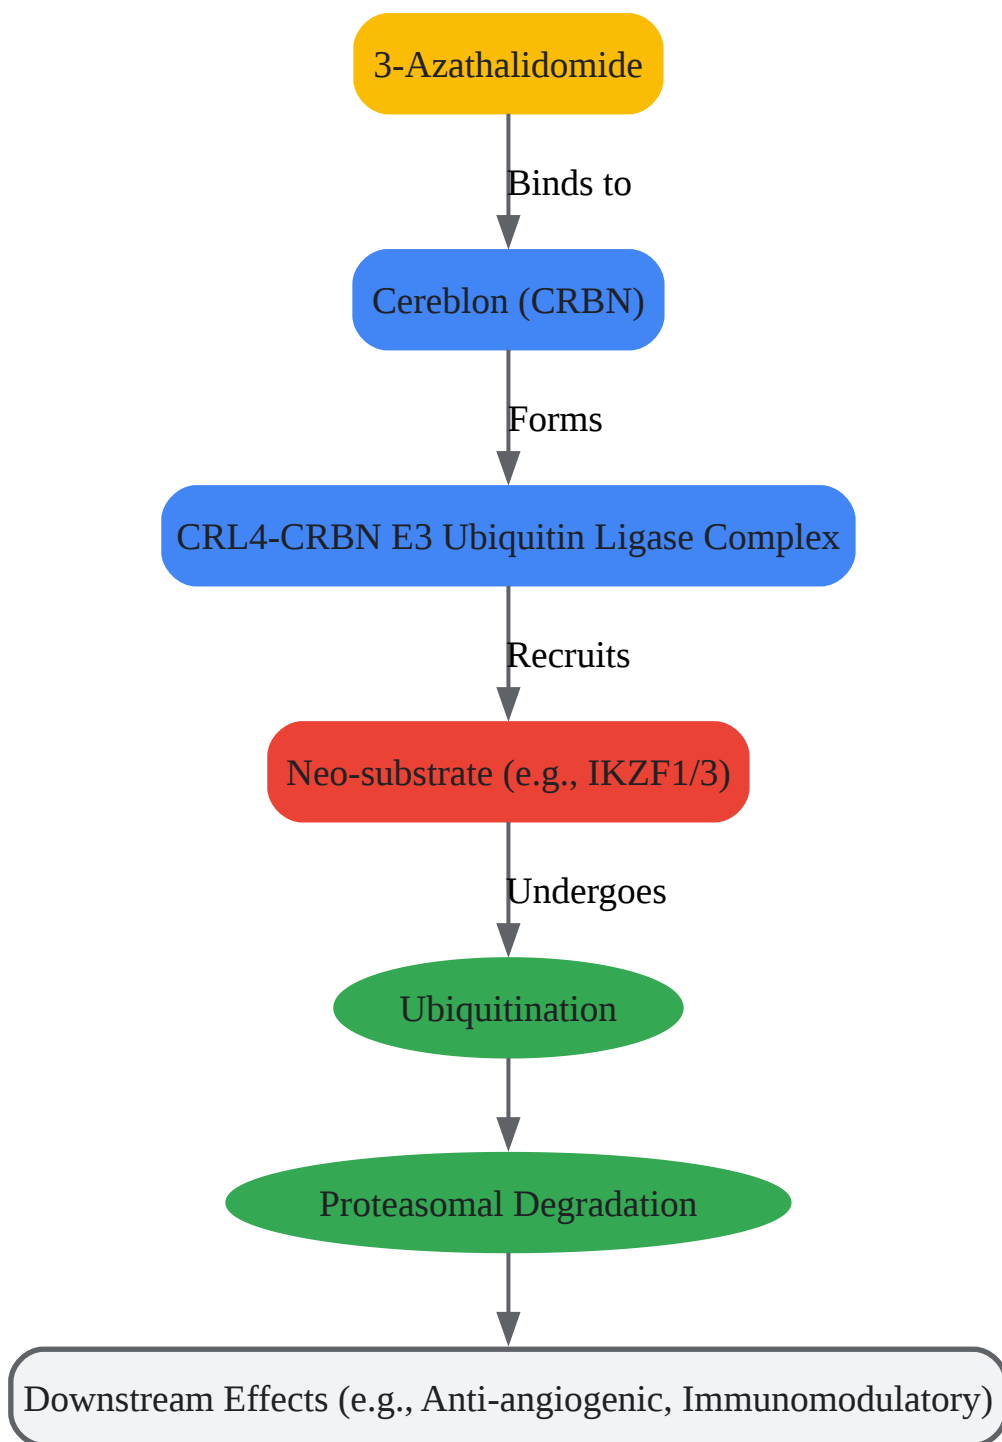 3-Azathalidomide
Binds to
Cereblon (CRBN)
Forms
CRL4-CRBN E3 Ubiquitin Ligase Complex
Recruits
Neo-substrate (e.g., IKZF1/3)
Undergoes
Ubiquitination
Proteasomal Degradation
Downstream Effects (e.g., Anti-angiogenic, Immunomodulatory)